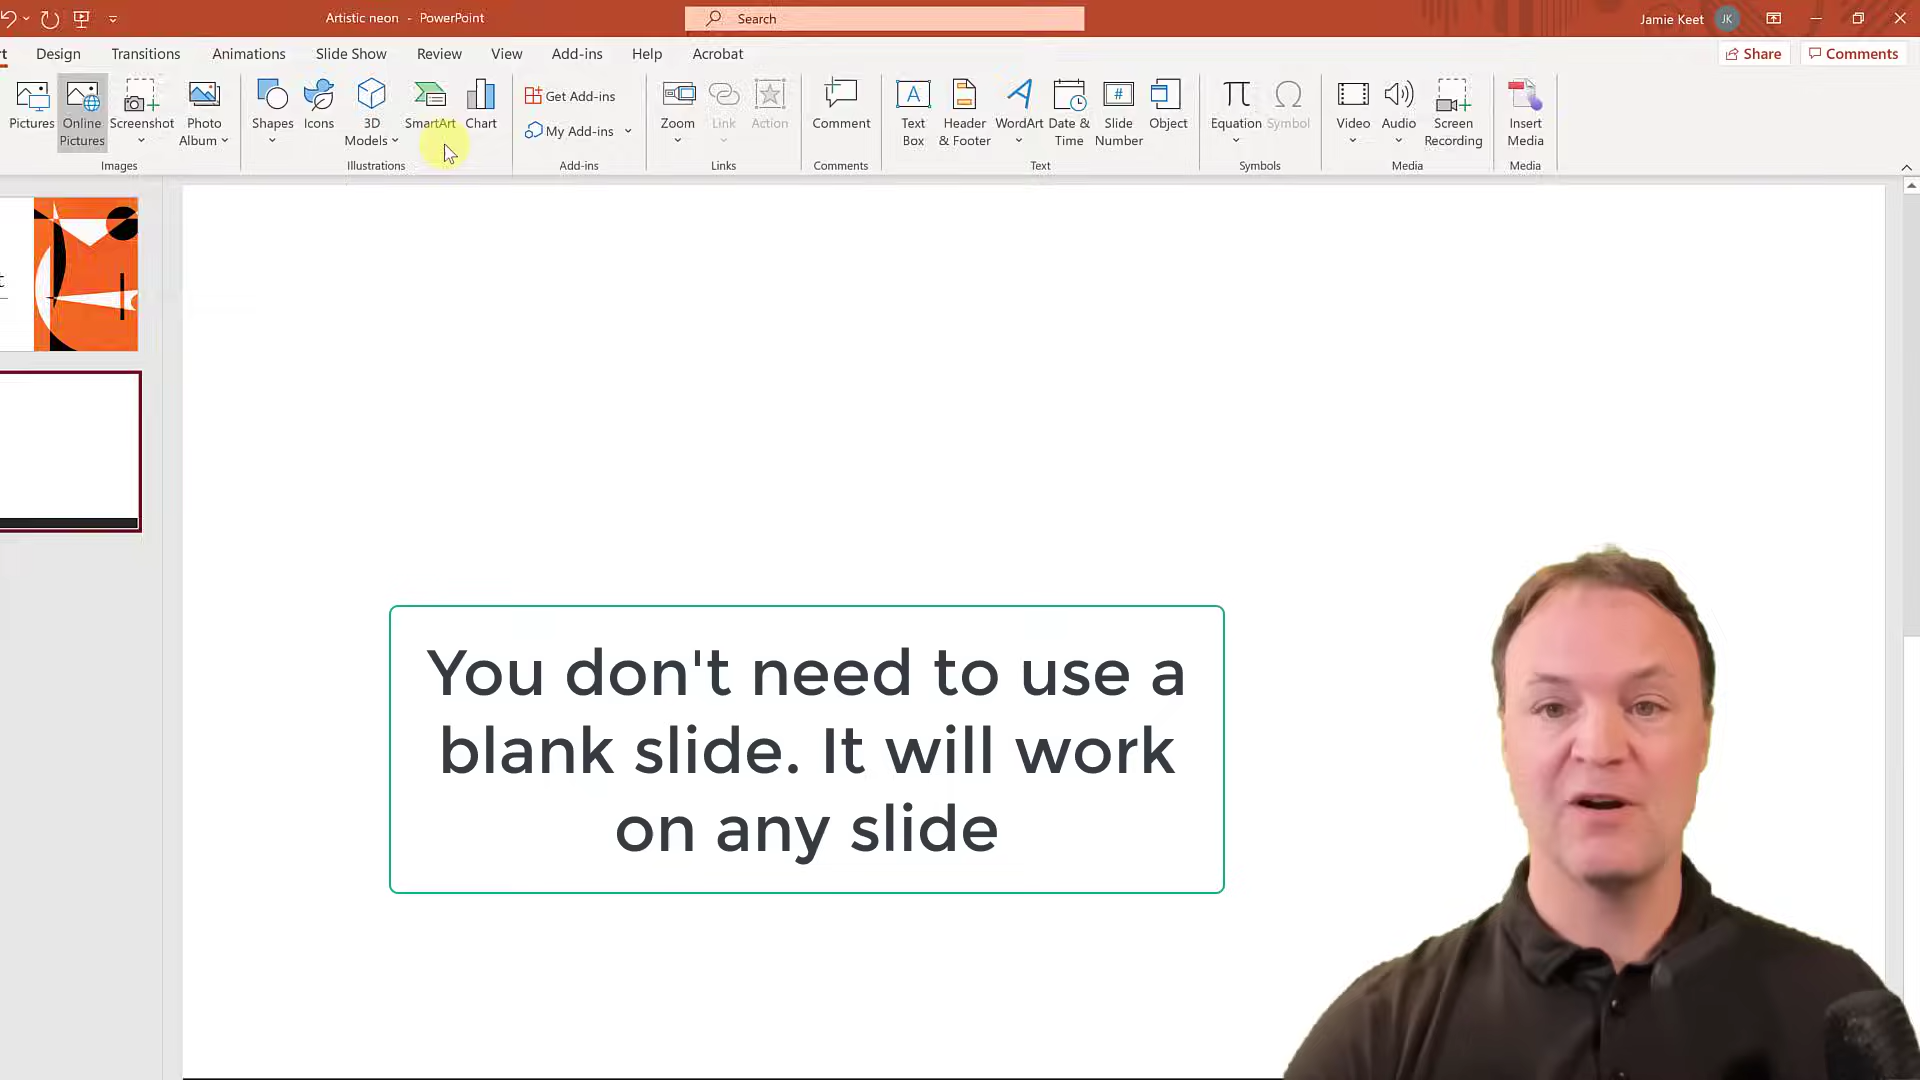 Artistic neon - PowerPoint
Search
Jamie Keet
JK
Design Transitions Animations Slide Show Review View Add-ins Help Acrobat
Share
Comments
Pictures
Online Pictures
Screenshot
Photo Album
Images
Shapes
Icons
3D Models
SmartArt
Chart
Illustrations
Get Add-ins
My Add-ins
Add-ins
Zoom
Link
Action
Links
Comment
Comments
Text Box
Header & Footer
WordArt
Date & Time
Slide Number
Object
Text
Equation
Symbol
Symbols
Video
Audio
Screen Recording
Media
Insert Media
Media
You don't need to use a
blank slide. It will work
on any slide